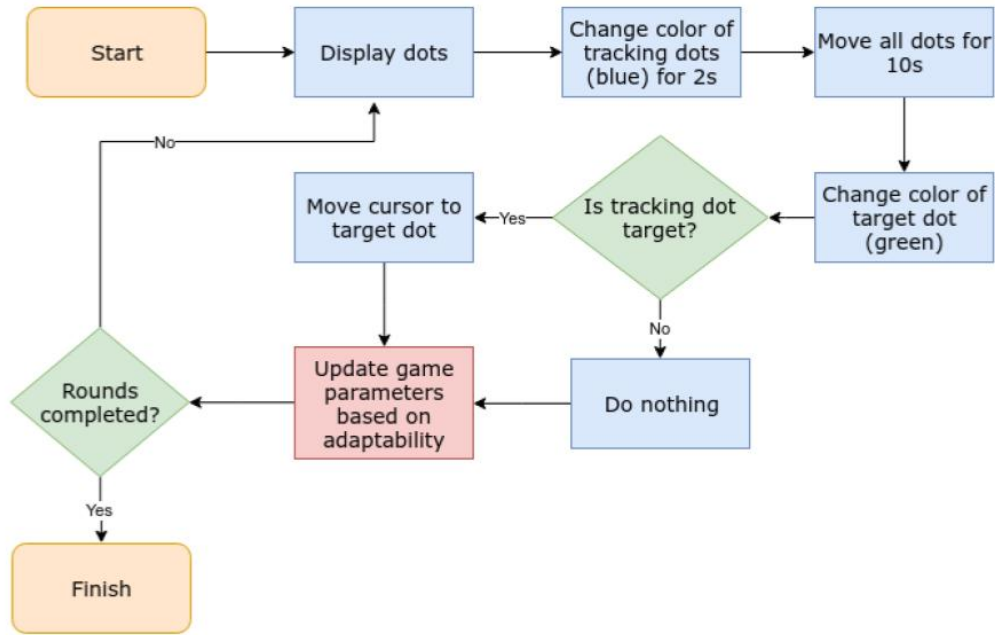 Start
Display dots
Change color of
tracking dots
(blue) for 2s
Move all dots for
10s
No
Move cursor to
target dot
Yes
Is tracking dot
target?
Change color of
target dot
(green)
No
Rounds
completed?
Update game
parameters
based on
adaptability
Do nothing
Yes
Finish